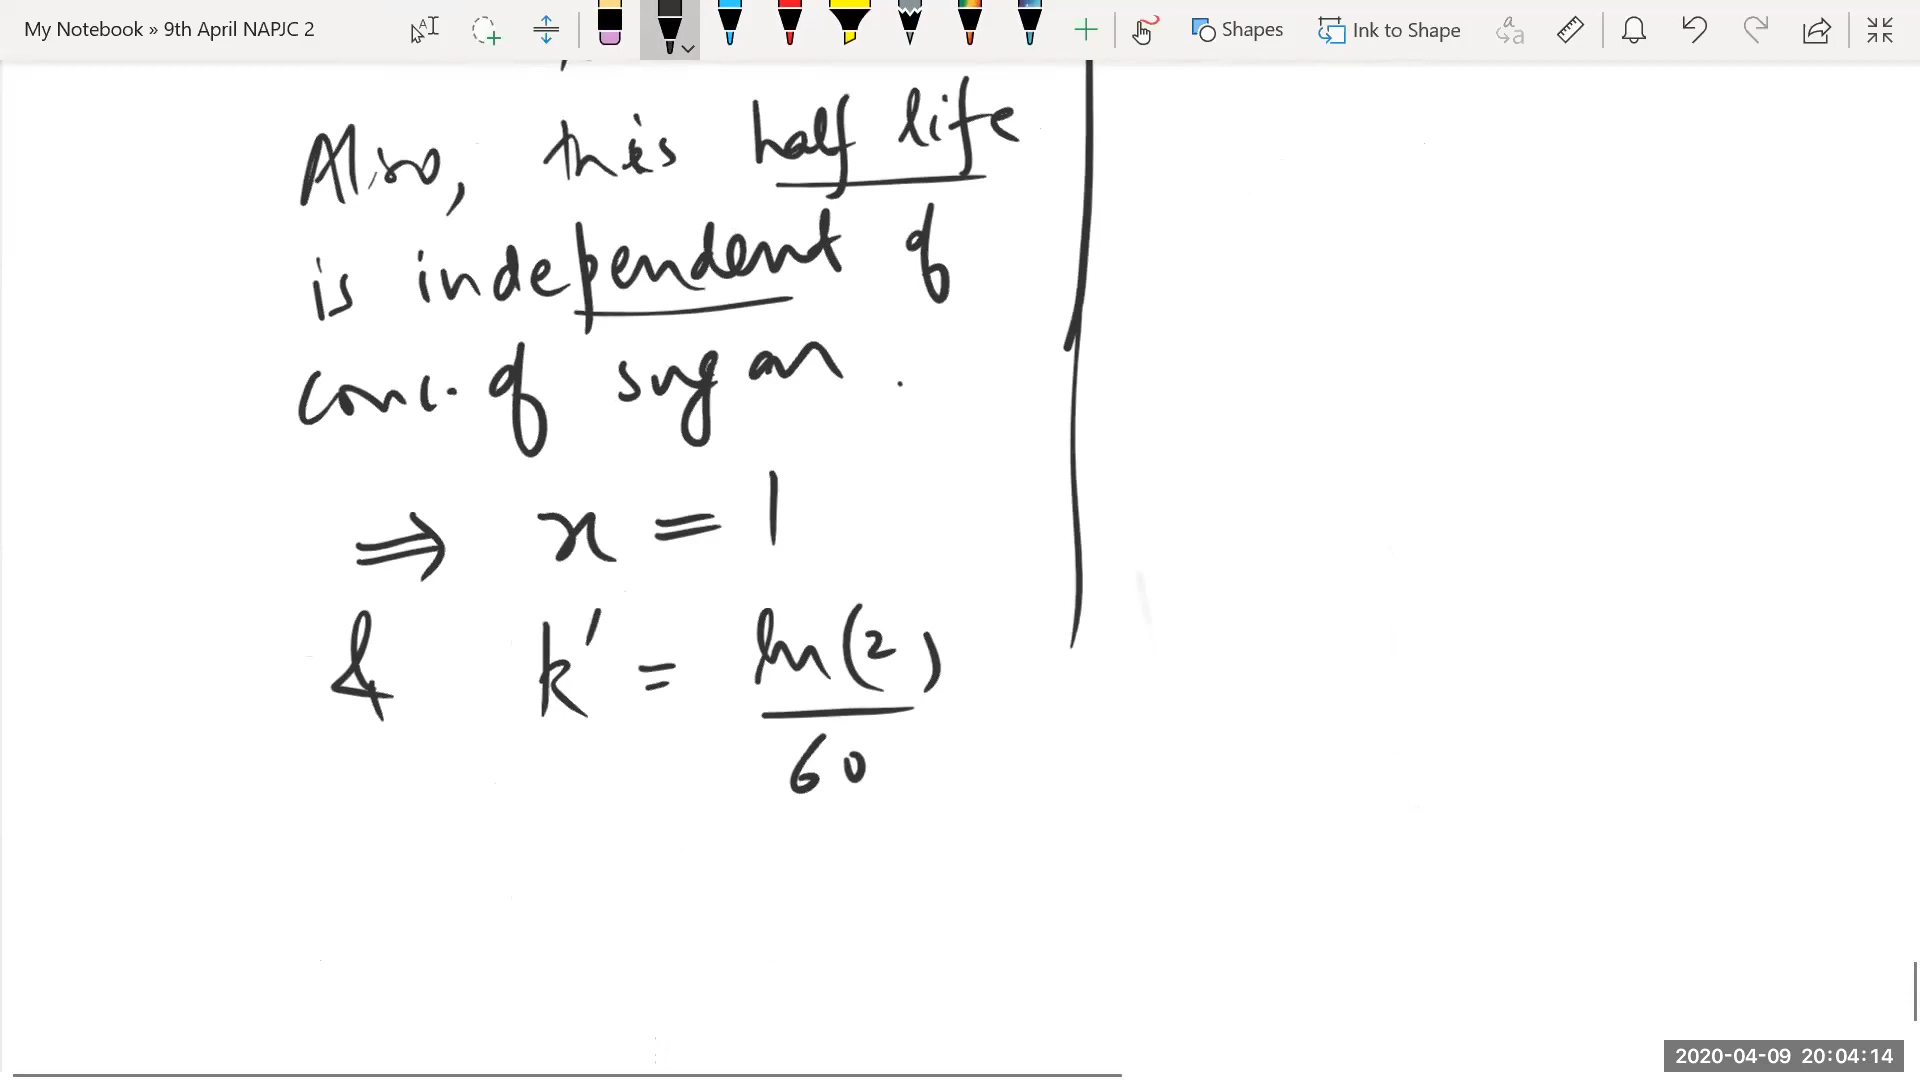 My Notebook » 9th April NAPJC 2
Shapes
Ink to Shape
Also, this half life
is independent of
conc. of sugar.
⇒ x = 1
& k' = ln(2)
60
2020-04-09 20:04:14